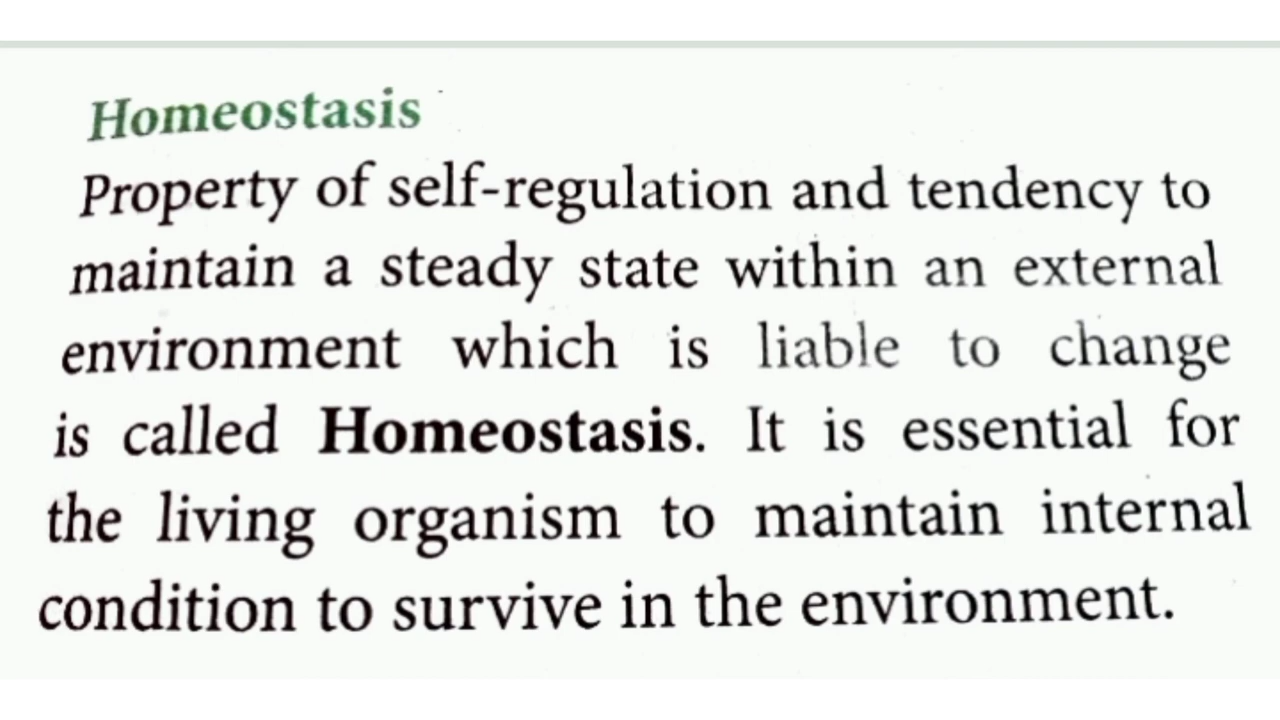 Homeostasis
Property of self-regulation and tendency to
maintain a steady state within an external
environment which is liable to change
is called Homeostasis. It is essential for
the living organism to maintain internal
condition to survive in the environment.